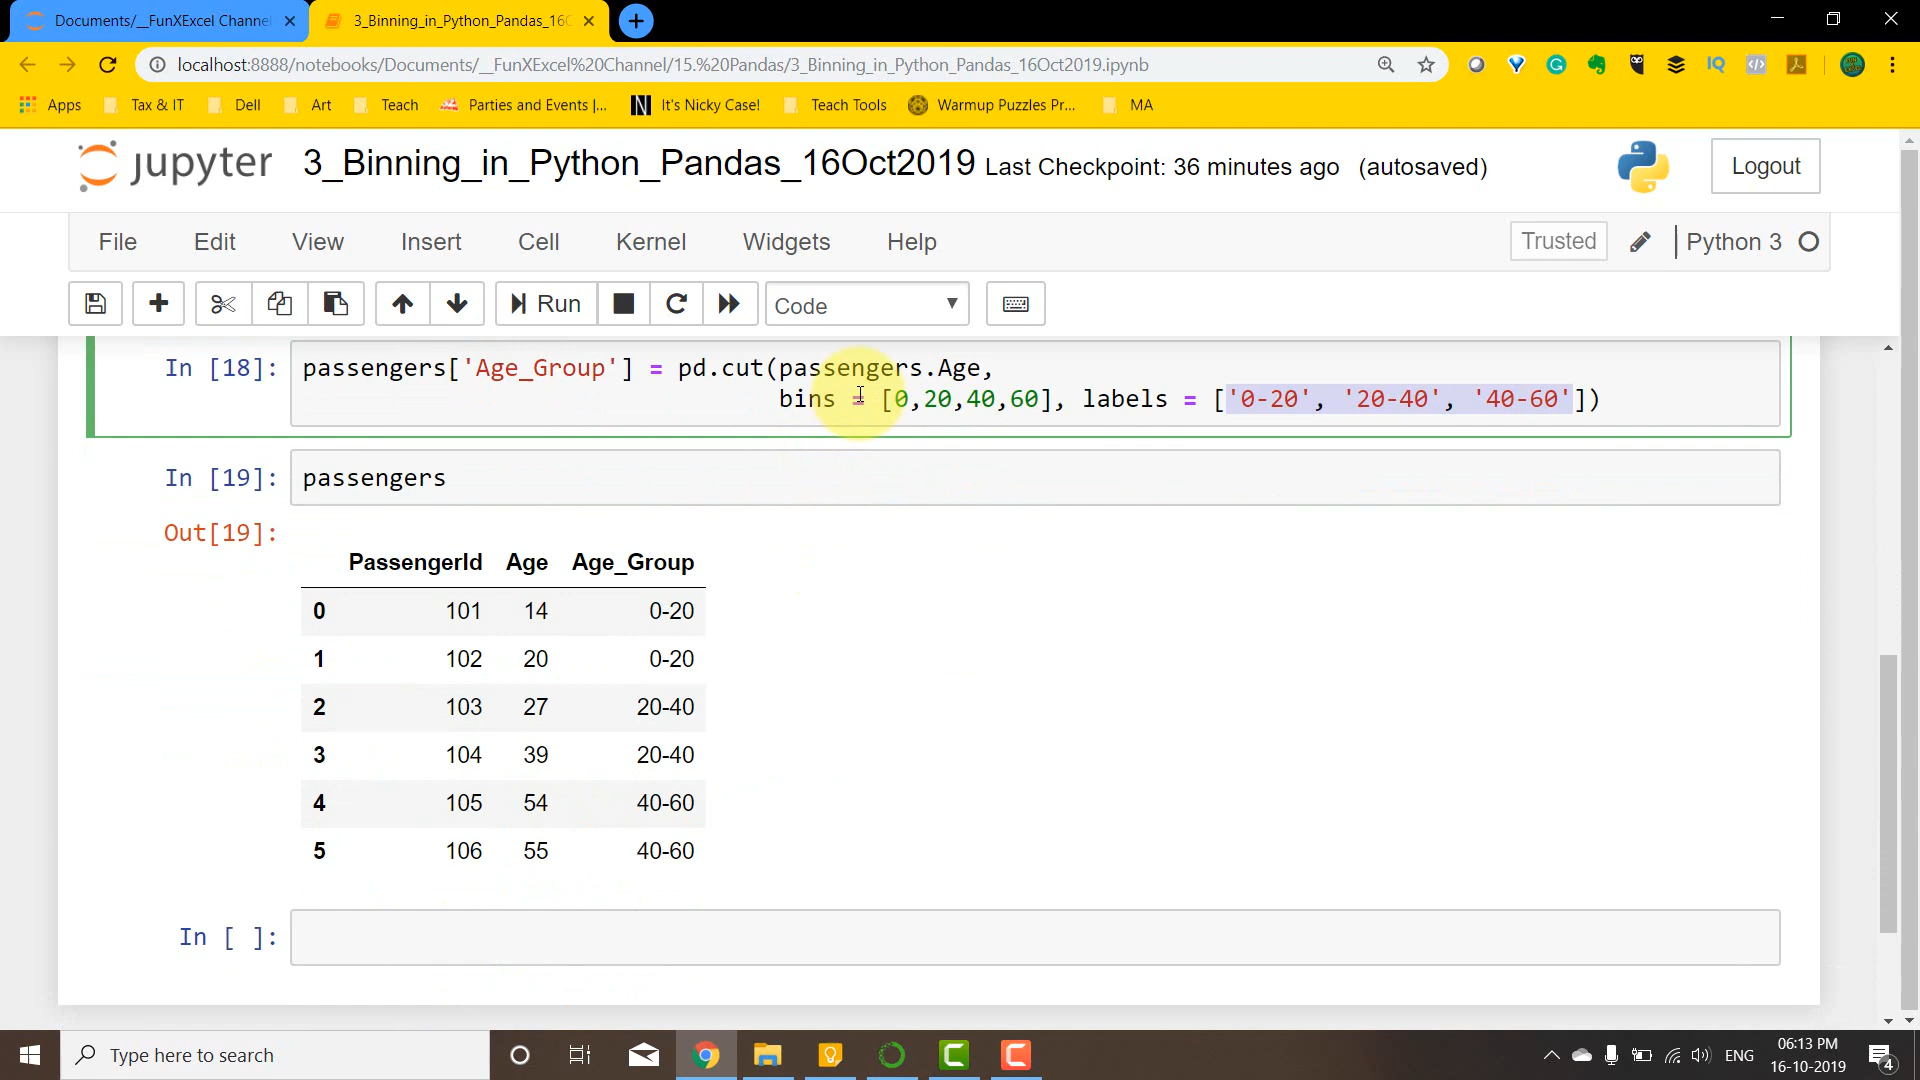 Documents/__FunXExcel Channel
3_Binning_in_Python_Pandas_16O
localhost:8888/notebooks/Documents/__FunXExcel%20Channel/15.%20Pandas/3_Binning_in_Python_Pandas_16Oct2019.ipynb
Apps Tax & IT Dell Art Teach Parties and Events |... It's Nicky Case! Teach Tools Warmup Puzzles Pr... MA
jupyter 3_Binning_in_Python_Pandas_16Oct2019 Last Checkpoint: 36 minutes ago (autosaved) Logout
File Edit View Insert Cell Kernel Widgets Help Trusted Python 3
Run Code
In [18]: passengers['Age_Group'] = pd.cut(passengers.Age,
bins = [0,20,40,60], labels = ['0-20', '20-40', '40-60'])
In [19]: passengers
Out[19]:
PassengerId Age Age_Group
0 101 14 0-20
1 102 20 0-20
2 103 27 20-40
3 104 39 20-40
4 105 54 40-60
5 106 55 40-60
In [ ]:
Type here to search
ENG
06:13 PM
16-10-2019
4